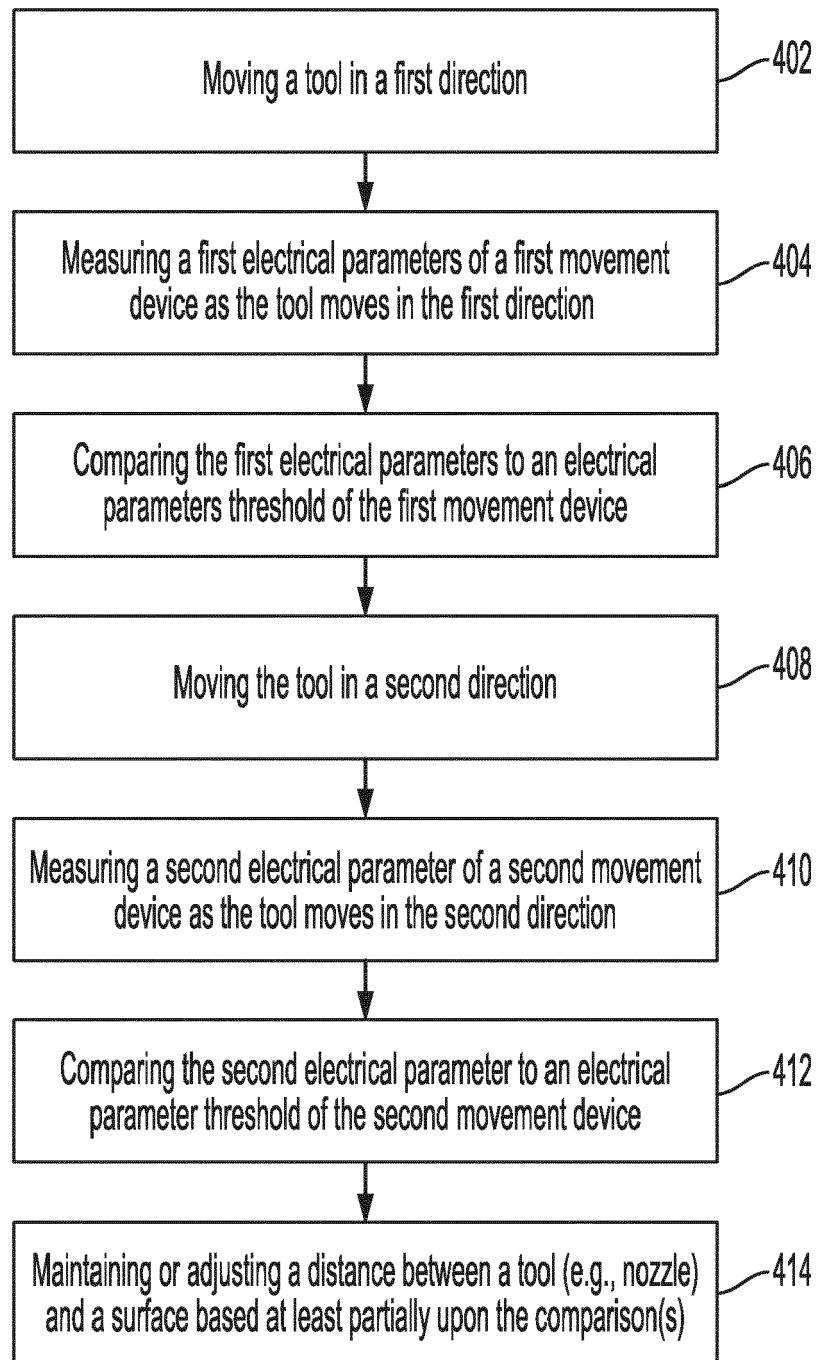 Moving a tool in a first direction
402
Measuring a first electrical parameters of a first movement
device as the tool moves in the first direction
404
Comparing the first electrical parameters to an electrical
parameters threshold of the first movement device
406
Moving the tool in a second direction
408
Measuring a second electrical parameter of a second movement
device as the tool moves in the second direction
410
Comparing the second electrical parameter to an electrical
parameter threshold of the second movement device
412
Maintaining or adjusting a distance between a tool (e.g., nozzle)
and a surface based at least partially upon the comparison(s)
414